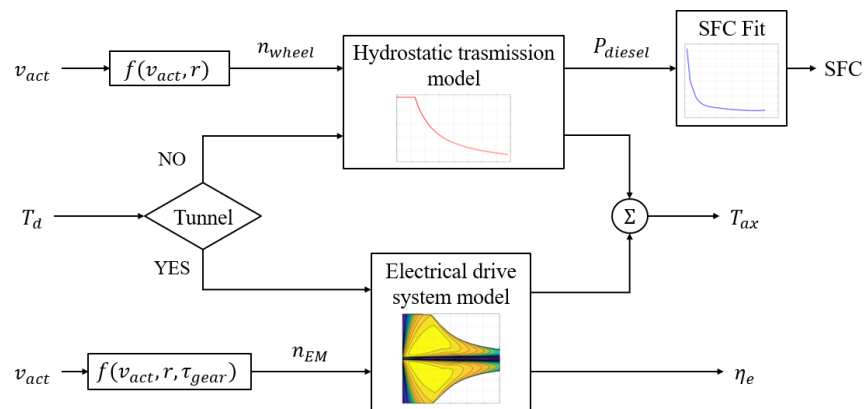 SFC Fit
v_act
f(v_act, r)
n_wheel
Hydrostatic trasmission
model
P_diesel
SFC
NO
T_d
Tunnel
Σ
T_ax
YES
Electrical drive
system model
v_act
f(v_act, r, τ_gear)
n_EM
η_e